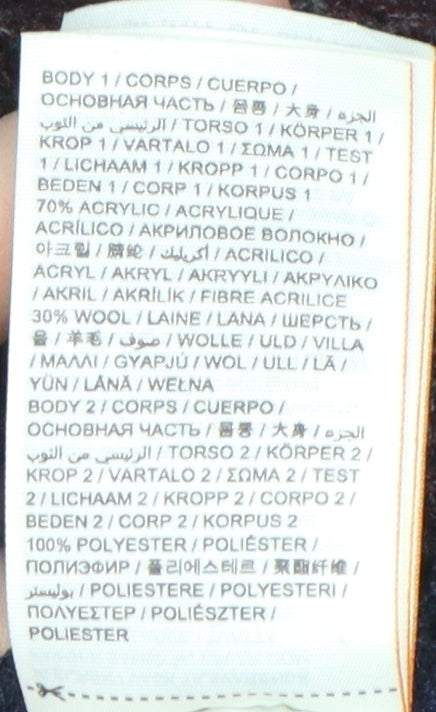 BODY 1 / CORPS / CUERPO /
ОСНОВНАЯ ЧАСТЬ / 몸통 / 大身 / الجزء
الرئيسي من الثوب / TORSO 1 / KÖRPER 1 /
KROP 1 / VARTALO 1 / ΣΩΜΑ 1 / TEST
1 / LICHAAM 1 / KROPP 1 / CORPO 1 /
BEDEN 1 / CORP 1 / KORPUS 1
70% ACRYLIC / ACRYLIQUE /
ACRÍLICO / АКРИЛОВОЕ ВОЛОКНО /
아크릴 / 腈纶 / أكريليك / ACRILICO /
ACRYL / AKRYL / AKRYYLI / ΑΚΡΥΛΙΚΟ
/ AKRIL / AKRİLİK / FIBRE ACRILICE
30% WOOL / LAINE / LANA / ШЕРСТЬ /
울 / 羊毛 / صوف / WOLLE / ULD / VILLA
/ ΜΑΛΛΙ / GYAPJÚ / WOL / ULL / LÃ /
YÜN / LÂNĂ / WEŁNA
BODY 2 / CORPS / CUERPO /
ОСНОВНАЯ ЧАСТЬ / 몸통 / 大身 / الجزء
الرئيسي من الثوب / TORSO 2 / KÖRPER 2 /
KROP 2 / VARTALO 2 / ΣΩΜΑ 2 / TEST
2 / LICHAAM 2 / KROPP 2 / CORPO 2 /
BEDEN 2 / CORP 2 / KORPUS 2
100% POLYESTER / POLIÉSTER /
ПОЛИЭФИР / 폴리에스테르 / 聚酯纤维 /
بوليستر / POLIESTERE / POLYESTERI /
ΠΟΛΥΕΣΤΕΡ / POLIÉSZTER /
POLIESTER